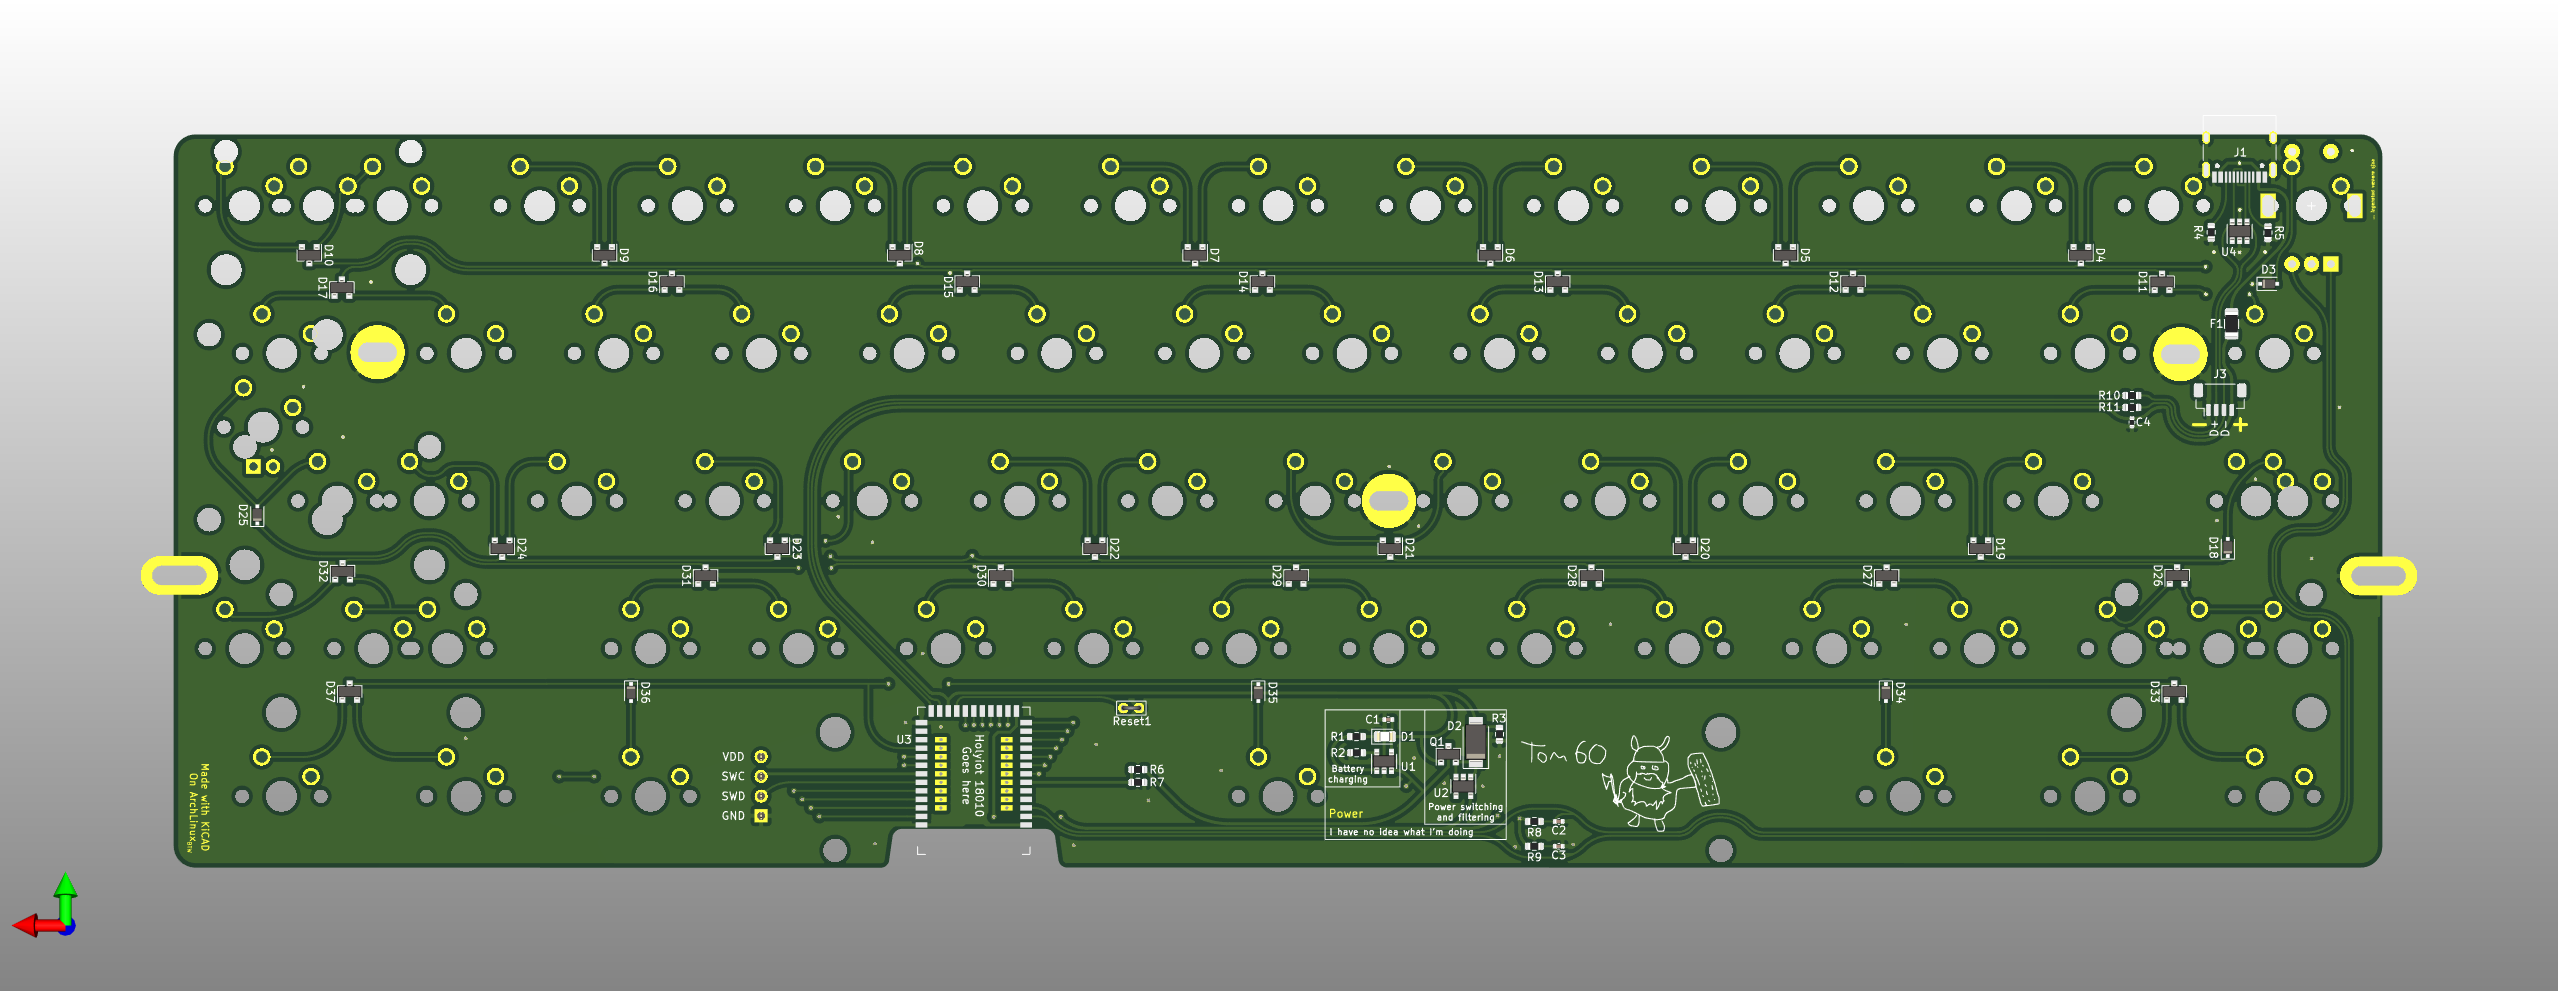 J1
R4
R5
U4
D10
D9
D8
D7
D6
D5
D4
D3
D17
D16
D15
D14
D13
D12
D11
F1
J3
R10
R11
C4
− D+ D− +
D25
D24
D23
D22
D21
D20
D19
D18
D32
D31
D30
D29
D28
D27
D26
D37
D36
D35
D34
D33
Reset1
U3
Holyiot 18010
Goes here
VDD
SWC
SWD
GND
R6
R7
C1
R1
D1
R2
U1
Battery
charging
D2
R3
Q1
U2
Power switching
and filtering
Power
I have no idea what I'm doing
Tom60
R8
C2
R9
C3
Made with KiCAD
On ArchLinuxBTW